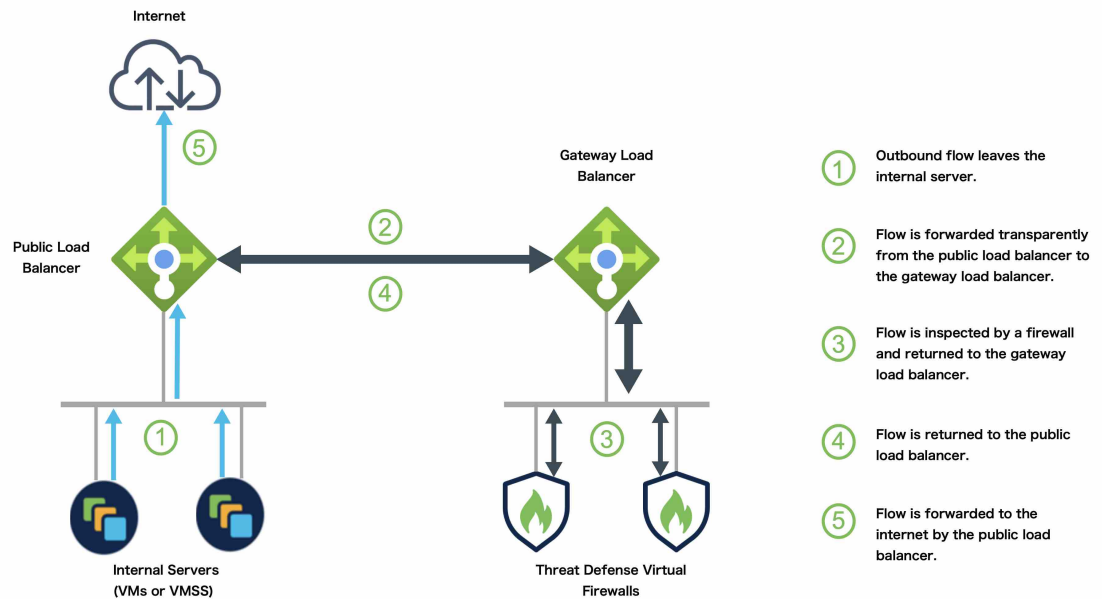 Internet
5
Gateway Load
Balancer
2
Public Load
Balancer
4
1
3
Internal Servers
(VMs or VMSS)
Threat Defense Virtual
Firewalls
1
Outbound flow leaves the
internal server.
2
Flow is forwarded transparently
from the public load balancer to
the gateway load balancer.
3
Flow is inspected by a firewall
and returned to the gateway
load balancer.
4
Flow is returned to the public
load balancer.
5
Flow is forwarded to the
internet by the public load
balancer.